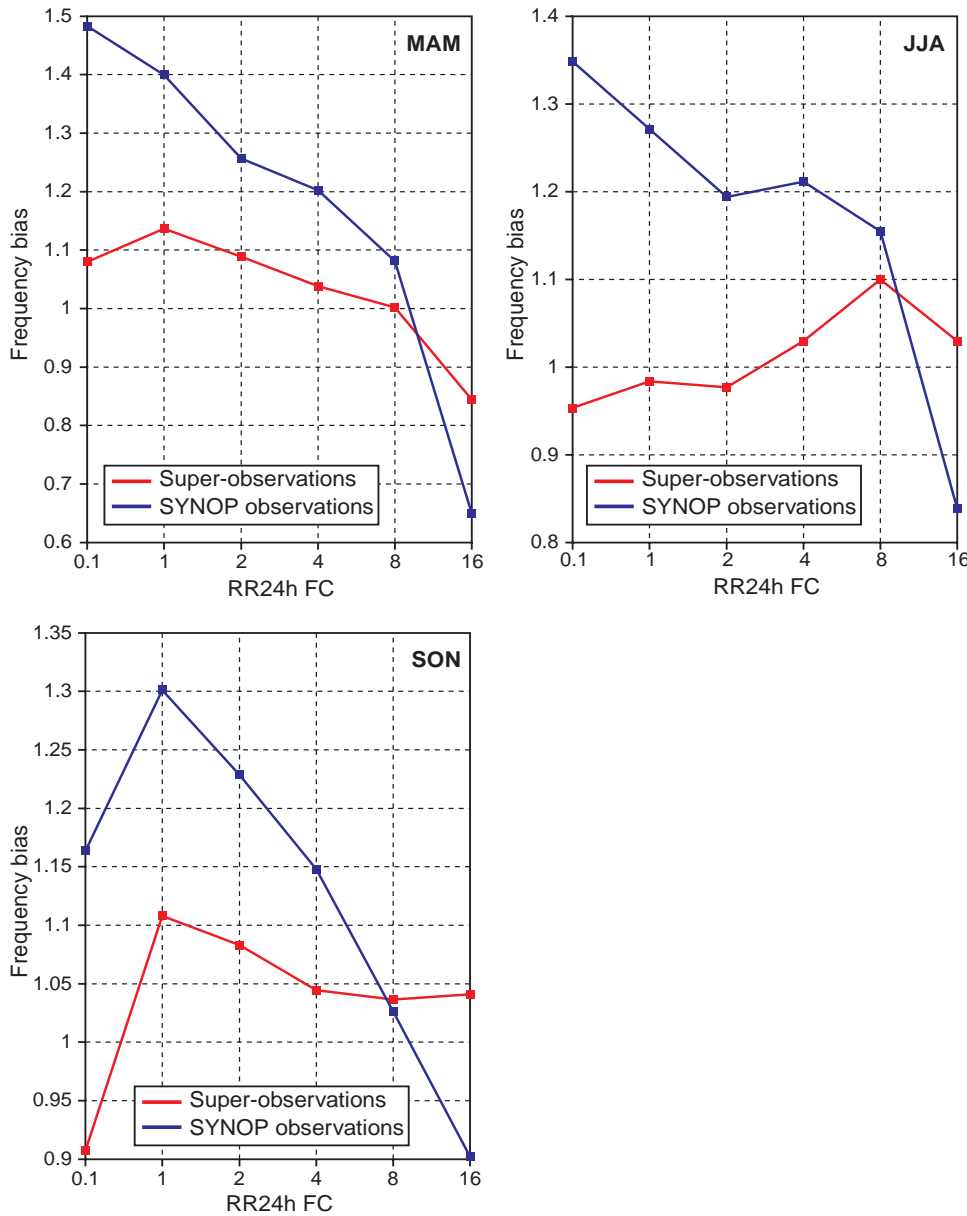 MAM
1.5
1.4
1.3
1.2
1.1
1
0.9
0.8
0.7
0.6
Frequency bias
Super-observations
SYNOP observations
0.1 1 2 4 8 16
RR24h FC
JJA
1.4
1.3
1.2
1.1
1
0.9
0.8
Frequency bias
Super-observations
SYNOP observations
0.1 1 2 4 8 16
RR24h FC
SON
1.35
1.3
1.25
1.2
1.15
1.1
1.05
1
0.95
0.9
Frequency bias
Super-observations
SYNOP observations
0.1 1 2 4 8 16
RR24h FC